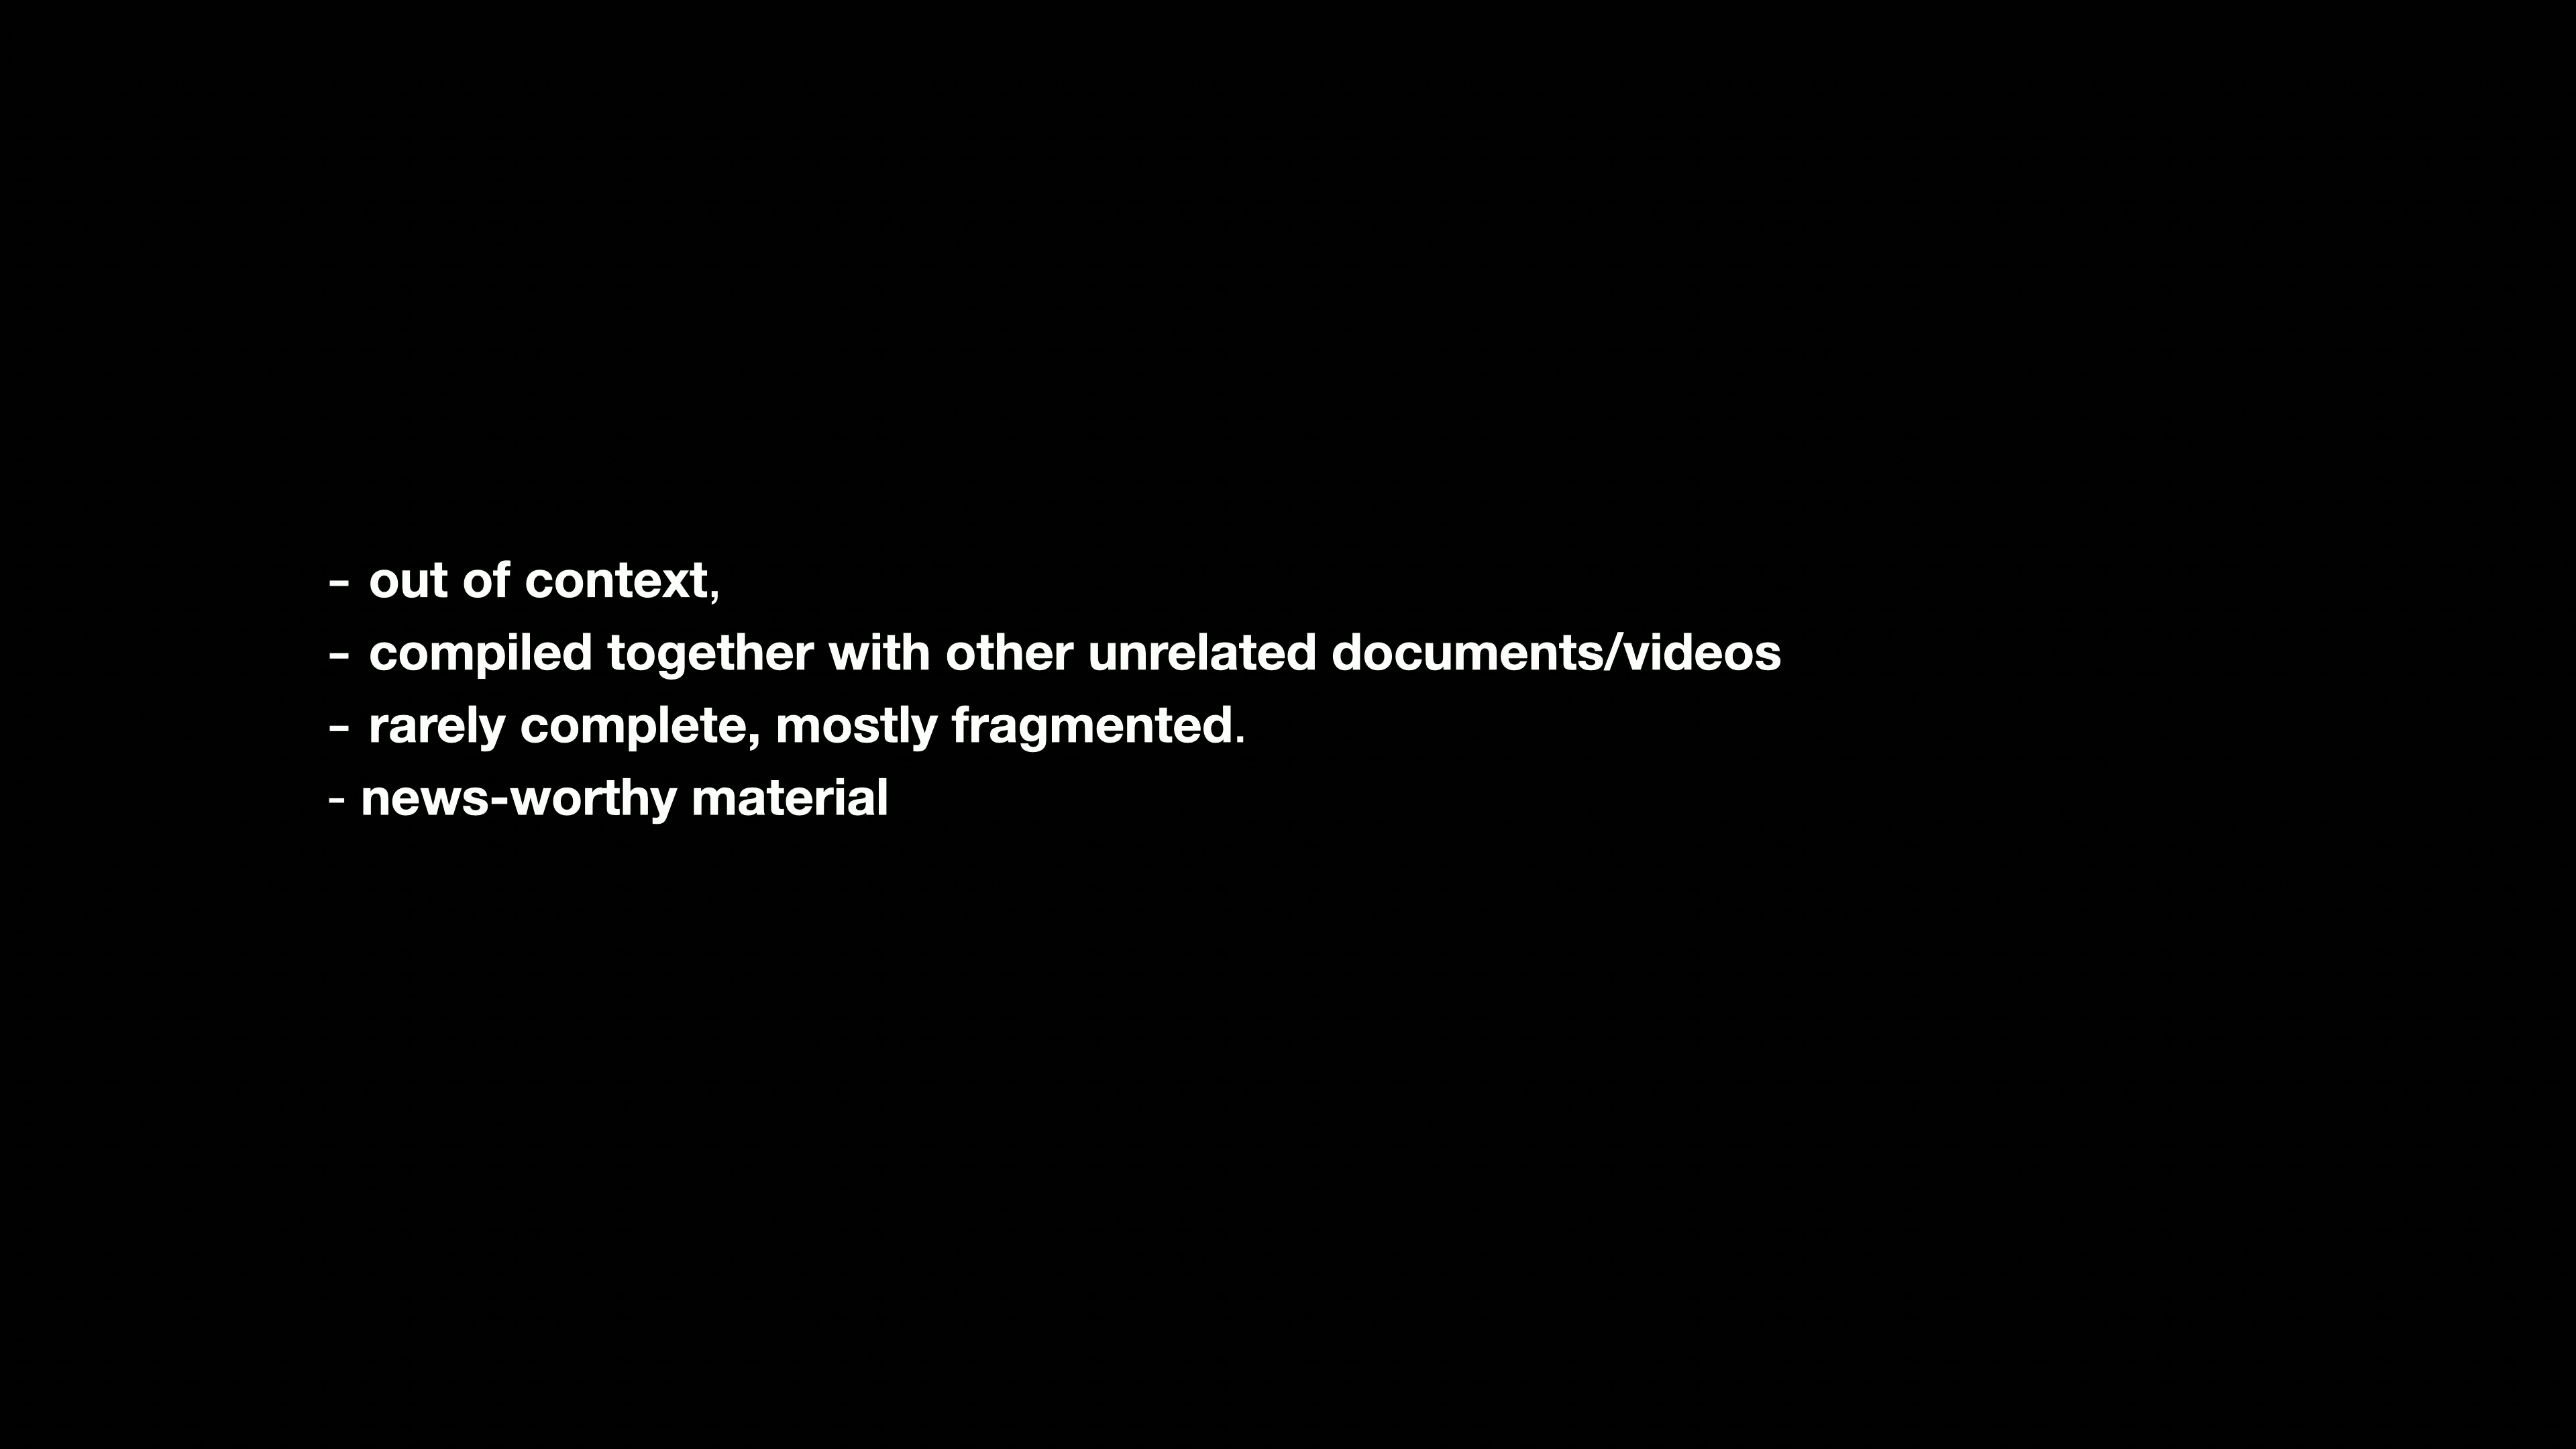 - out of context,
- compiled together with other unrelated documents/videos
- rarely complete, mostly fragmented.
- news-worthy material